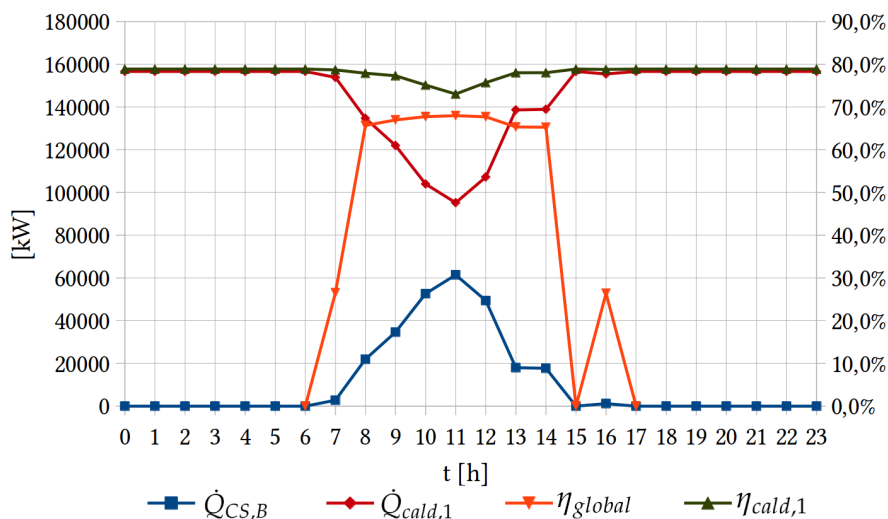 180000 90,0%
160000 80,0%
140000 70,0%
120000 60,0%
100000 50,0%
80000 40,0%
60000 30,0%
40000 20,0%
20000 10,0%
0 0,0%
[kW]
0 1 2 3 4 5 6 7 8 9 10 11 12 13 14 15 16 17 18 19 20 21 22 23
t [h]
Q̇CS,B Q̇cald,1 ηglobal ηcald,1